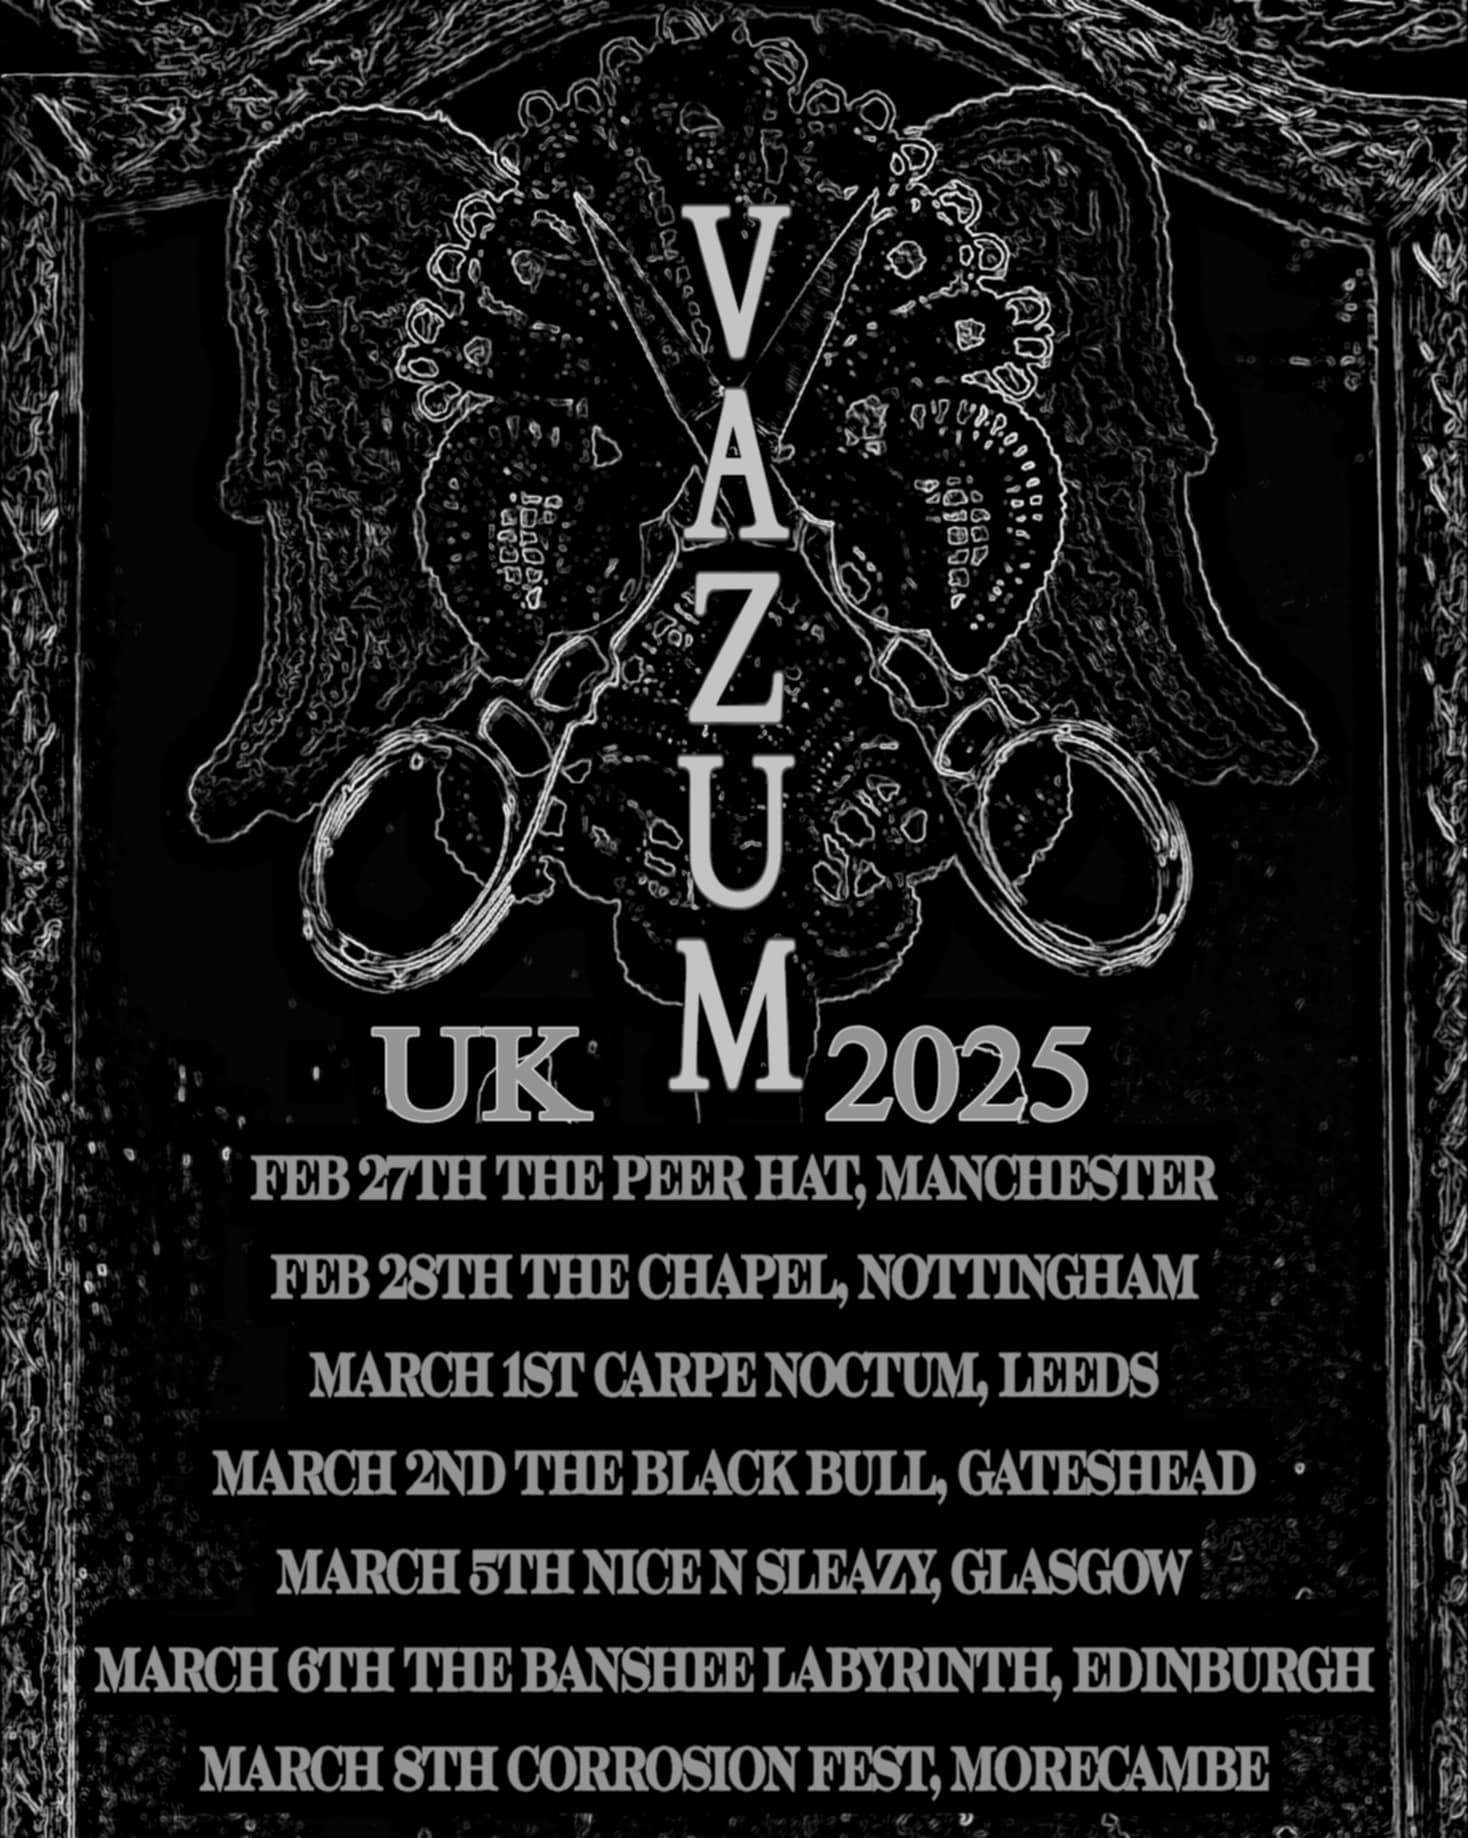 VAZUM
UK 2025
FEB 27TH THE PEER HAT, MANCHESTER
FEB 28TH THE CHAPEL, NOTTINGHAM
MARCH 1ST CARPE NOCTUM, LEEDS
MARCH 2ND THE BLACK BULL, GATESHEAD
MARCH 5TH NICE N SLEAZY, GLASGOW
MARCH 6TH THE BANSHEE LABYRINTH, EDINBURGH
MARCH 8TH CORROSION FEST, MORECAMBE